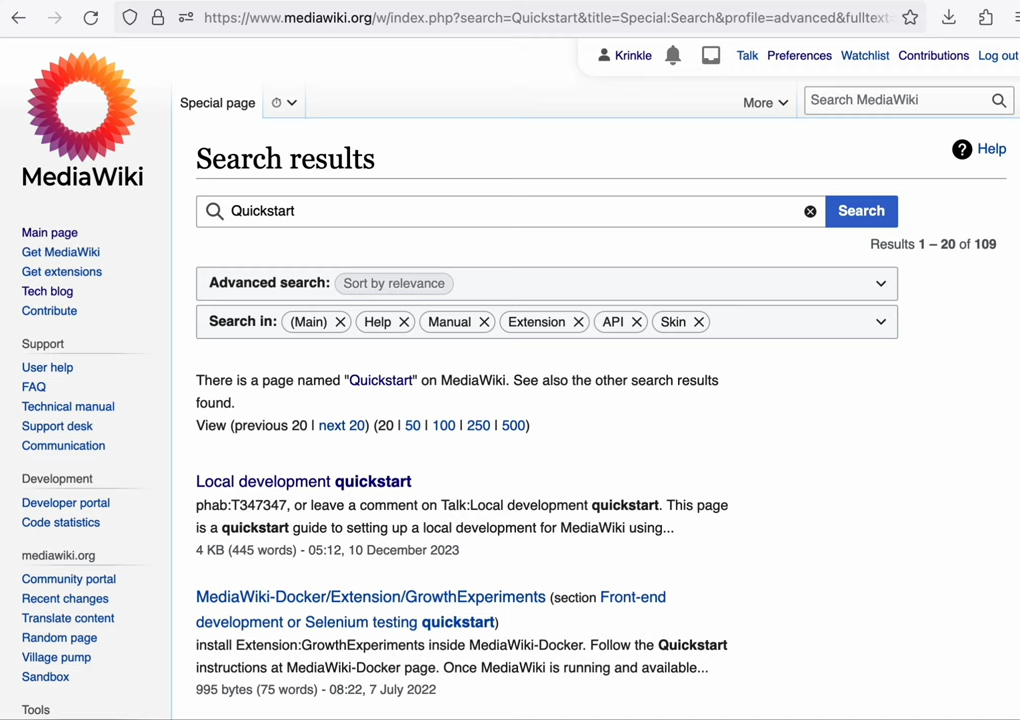 https://www.mediawiki.org/w/index.php?search=Quickstart&title=Special:Search&profile=advanced&fulltext=
Krinkle Talk Preferences Watchlist Contributions Log out
Special page More Search MediaWiki
MediaWiki
Search results
Help
Quickstart Search
Results 1 – 20 of 109
Advanced search: Sort by relevance
Search in: (Main) Help Manual Extension API Skin
There is a page named "Quickstart" on MediaWiki. See also the other search results
found.
View (previous 20 | next 20) (20 | 50 | 100 | 250 | 500)
Local development quickstart
phab:T347347, or leave a comment on Talk:Local development quickstart. This page
is a quickstart guide to setting up a local development for MediaWiki using...
4 KB (445 words) - 05:12, 10 December 2023
MediaWiki-Docker/Extension/GrowthExperiments (section Front-end
development or Selenium testing quickstart)
install Extension:GrowthExperiments inside MediaWiki-Docker. Follow the Quickstart
instructions at MediaWiki-Docker page. Once MediaWiki is running and available...
995 bytes (75 words) - 08:22, 7 July 2022
Main page
Get MediaWiki
Get extensions
Tech blog
Contribute
Support
User help
FAQ
Technical manual
Support desk
Communication
Development
Developer portal
Code statistics
mediawiki.org
Community portal
Recent changes
Translate content
Random page
Village pump
Sandbox
Tools